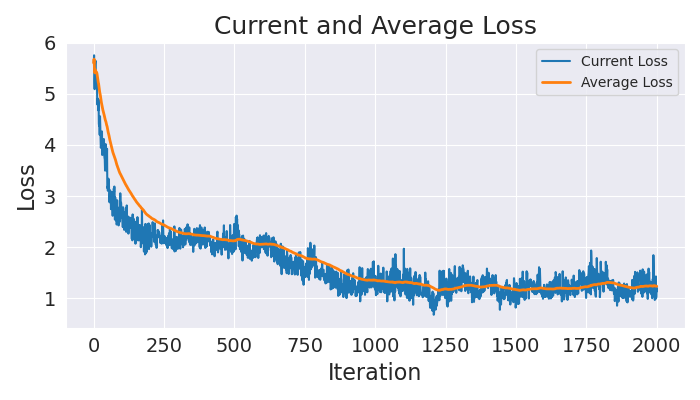 Current and Average Loss
Loss
6
5
4
3
2
1
Current Loss
Average Loss
0 250 500 750 1000 1250 1500 1750 2000
Iteration